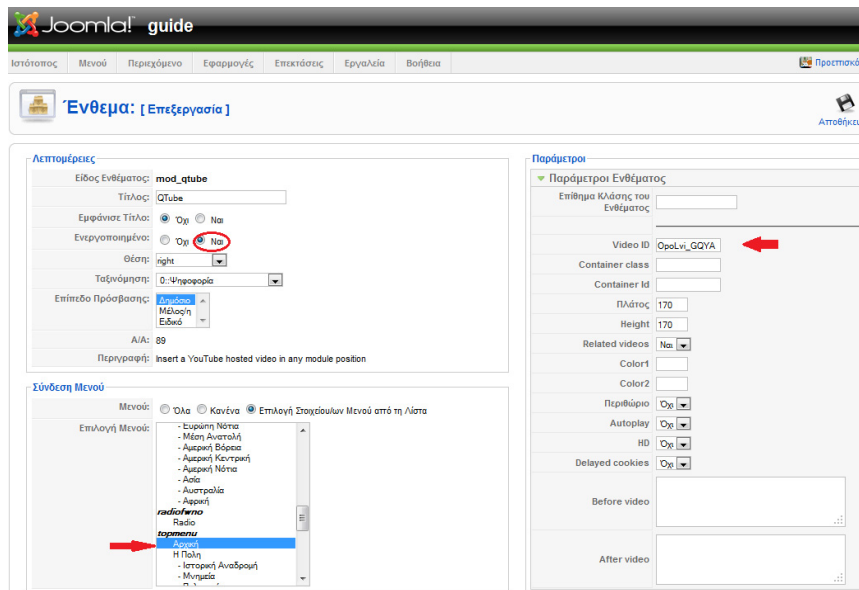 Joomla! guide
Ιστότοπος Μενού Περιεχόμενο Εφαρμογές Επεκτάσεις Εργαλεία Βοήθεια Προεπισκό
Ένθεμα: [ Επεξεργασία ]
Αποθήκευ
Λεπτομέρειες
Είδος Ενθέματος: mod_qtube
Τίτλος: QTube
Εμφάνισε Τίτλο: Όχι Ναι
Ενεργοποιημένο: Όχι Ναι
Θέση: right
Ταξινόμηση: 0::Ψηφοφορία
Επίπεδο Πρόσβασης: Δημόσιο
Μέλος/η
Ειδικό
Α/Α: 89
Περιγραφή: Insert a YouTube hosted video in any module position
Σύνδεση Μενού
Μενού: Όλα Κανένα Επιλογή Στοιχείου/ων Μενού από τη Λίστα
Επιλογή Μενού: - Ευρώπη Νότια
- Μέση Ανατολή
- Αμερική Βόρεια
- Αμερική Κεντρική
- Αμερική Νότια
- Ασία
- Αυστραλία
- Αφρική
radiofwno
Radio
topmenu
Αρχική
Η Πολη
- Ιστορική Αναδρομή
- Μνημεία
Παράμετροι
Παράμετροι Ενθέματος
Επίθημα Κλάσης του
Ενθέματος
Video ID OpoLvi_GQYA
Container class
Container Id
Πλάτος 170
Height 170
Related videos Ναι
Color1
Color2
Περιθώριο Όχι
Autoplay Όχι
HD Όχι
Delayed cookies Όχι
Before video
After video